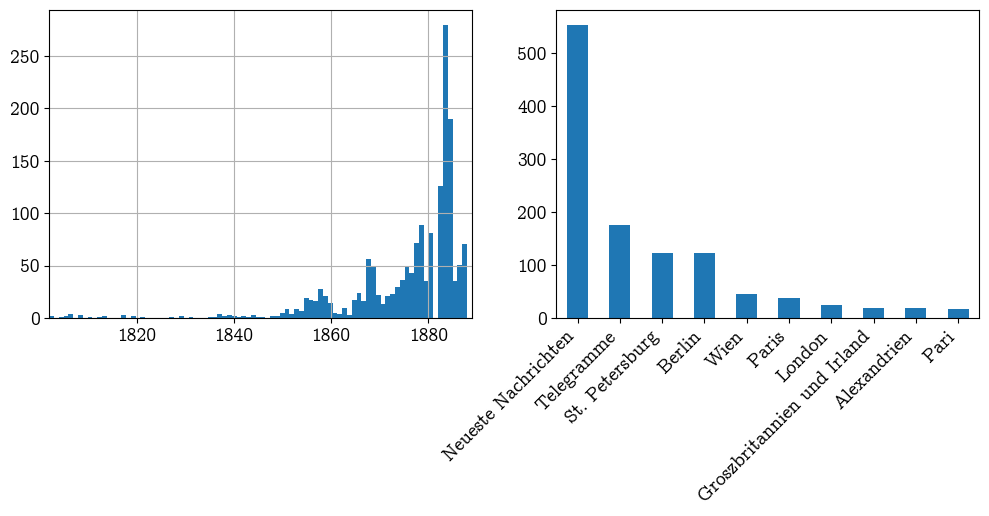 250
200
150
100
50
0
1820 1840 1860 1880
500
400
300
200
100
0
Neueste Nachrichten
Telegramme
St. Petersburg
Berlin
Wien
Paris
London
Groszbritannien und Irland
Alexandrien
Pari